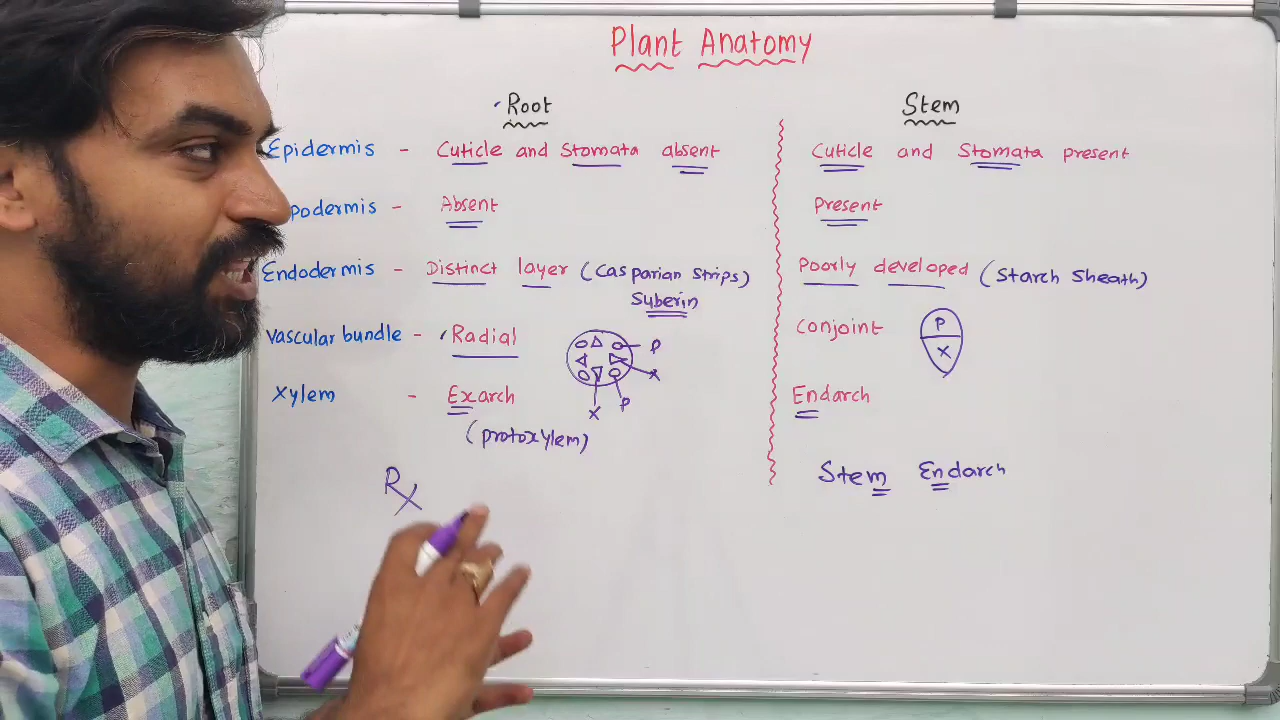 Plant Anatomy
Root Stem
Epidermis - Cuticle and Stomata absent Cuticle and Stomata present
podermis - Absent Present
Endodermis - Distinct layer (Casparian Strips) Poorly developed (Starch Sheath)
Suberin
Vascular bundle - Radial Conjoint
P
X
P
X
P
X
Xylem - Exarch Endarch
(protoxylem)
Rx
Stem Endarch